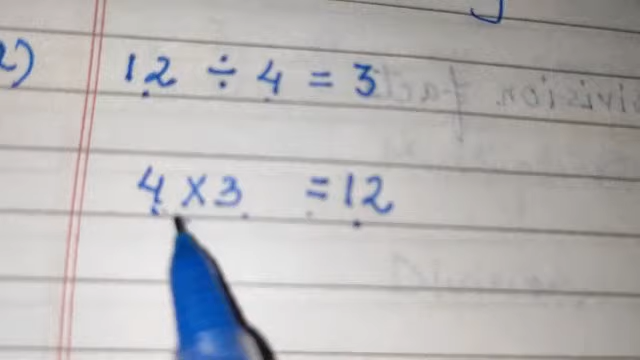 2) 12 ÷ 4 = 3
4 x 3 = 12